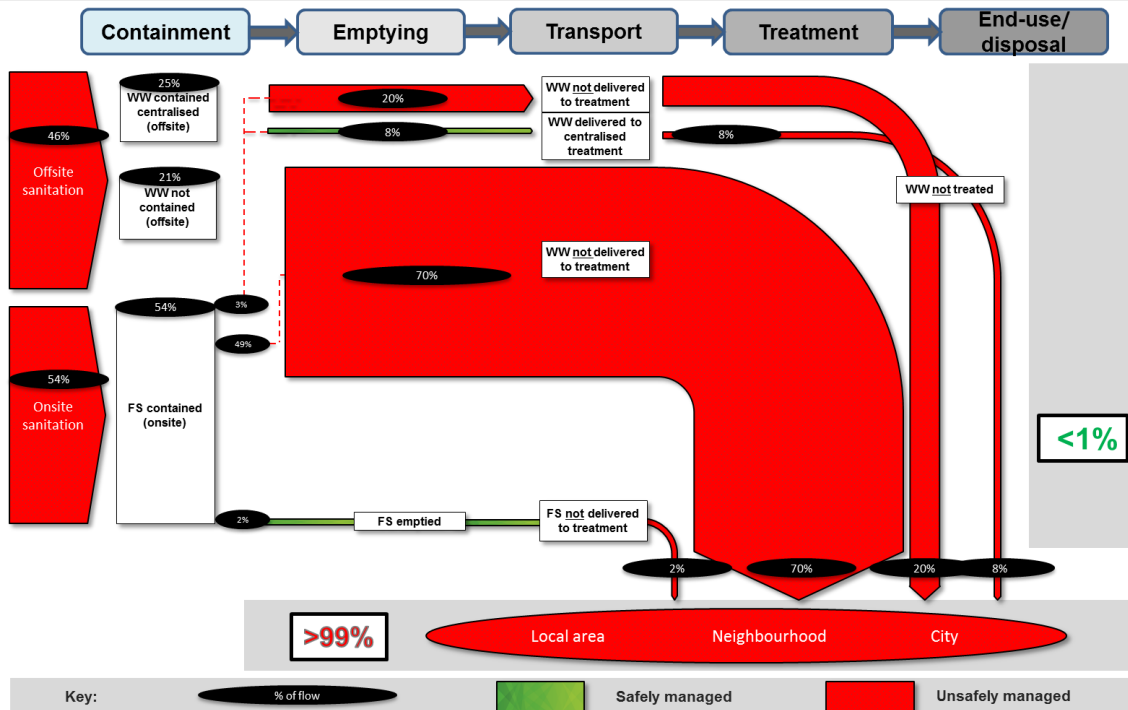 Containment
Emptying
Transport
Treatment
End-use/
disposal
25%
WW contained
centralised
(offsite)
46%
Offsite
sanitation
21%
WW not
contained
(offsite)
20%
WW not delivered
to treatment
8%
WW delivered to
centralised
treatment
8%
WW not treated
70%
WW not delivered
to treatment
54%
3%
49%
54%
Onsite
sanitation
FS contained
(onsite)
<1%
2%
FS emptied
FS not delivered
to treatment
2%
70%
20%
8%
>99%
Local area
Neighbourhood
City
Key:
% of flow
Safely managed
Unsafely managed